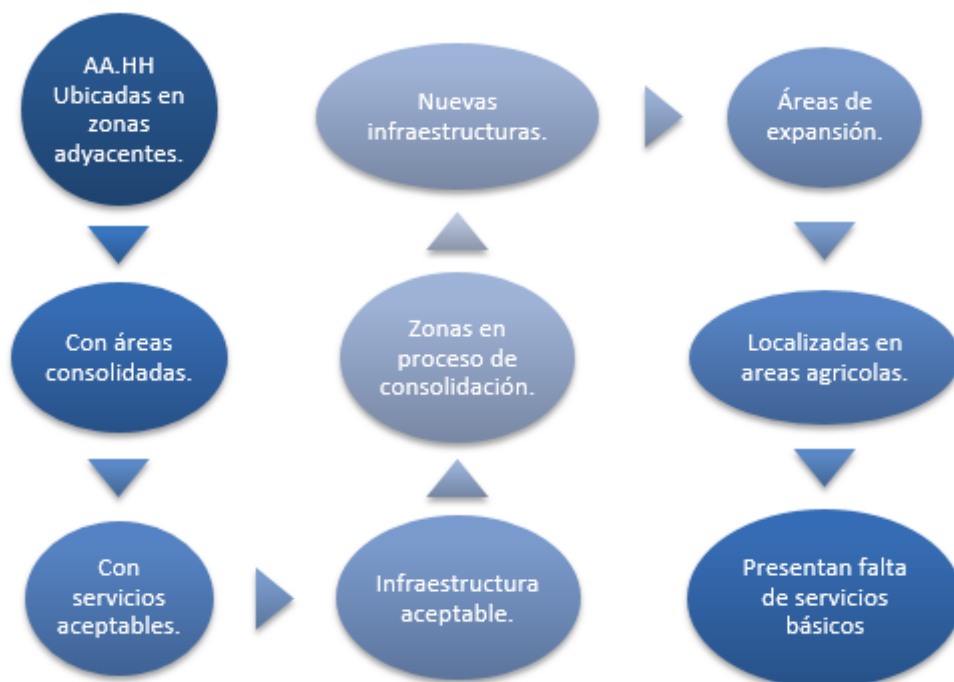 AA.HH
Ubicadas en
zonas
adyacentes.
Con áreas
consolidadas.
Con
servicios
aceptables.
Infraestructura
aceptable.
Zonas en
proceso de
consolidación.
Nuevas
infraestructuras.
Áreas de
expansión.
Localizadas en
areas agricolas.
Presentan falta
de servicios
básicos